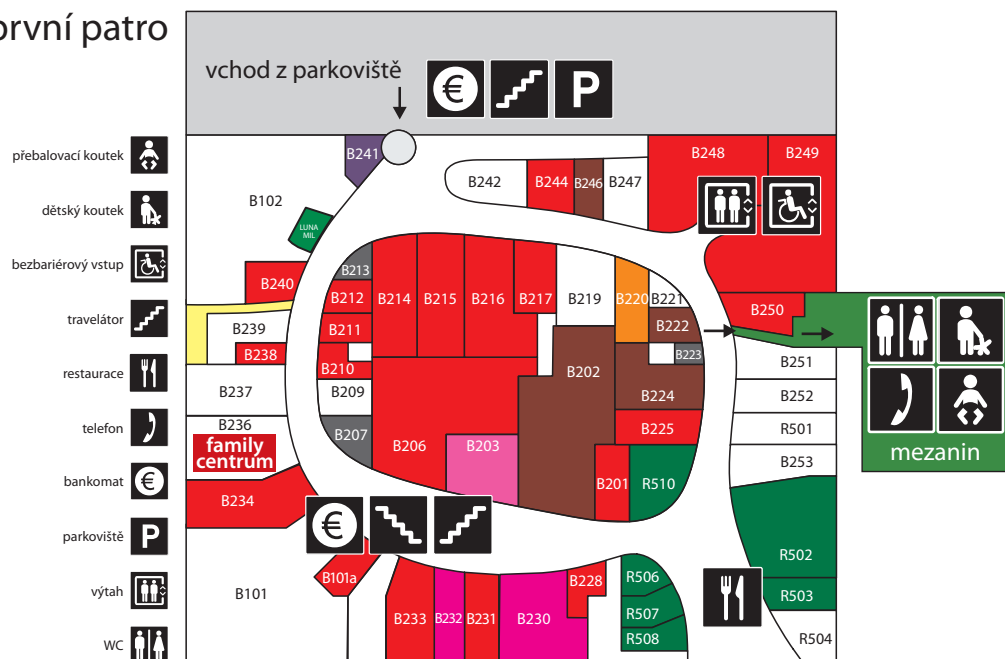 první patro
vchod z parkoviště
€
P
přebalovací koutek
dětský koutek
bezbariérový vstup
travelátor
restaurace
telefon
bankomat
€
parkoviště
P
výtah
WC
B241
B102
LUNA
MIL
B242
B244
B246
B247
B248
B249
B240
B239
B238
B237
B236
family
centrum
B234
B213
B212
B211
B210
B209
B207
B214
B215
B216
B217
B219
B220
B221
B222
B223
B202
B224
B225
B206
B203
B201
R510
B250
B251
B252
R501
B253
R502
R503
R504
mezanin
€
B101
B101a
B233
B232
B231
B230
B228
R506
R507
R508